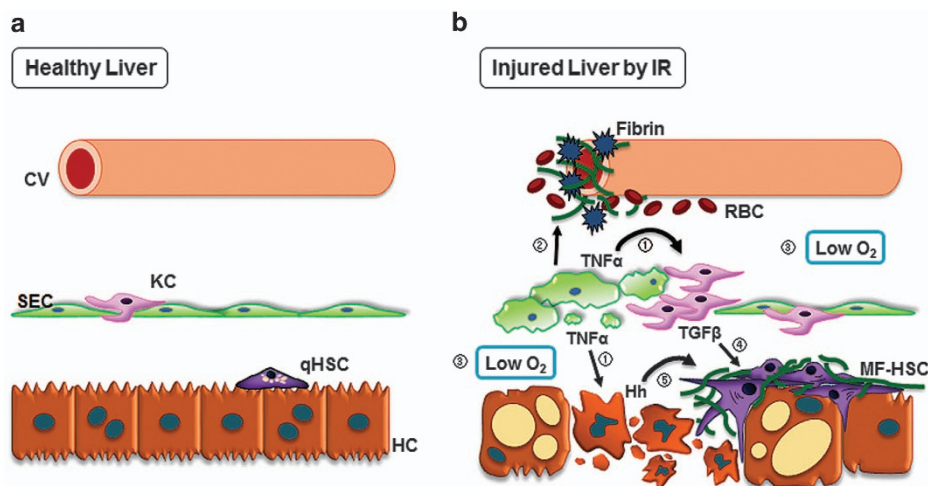 a
Healthy Liver
CV
SEC
KC
qHSC
HC
b
Injured Liver by IR
Fibrin
RBC
②
TNFα
①
③
Low O₂
TNFα
TGFβ
③
Low O₂
①
④
Hh
⑤
MF-HSC